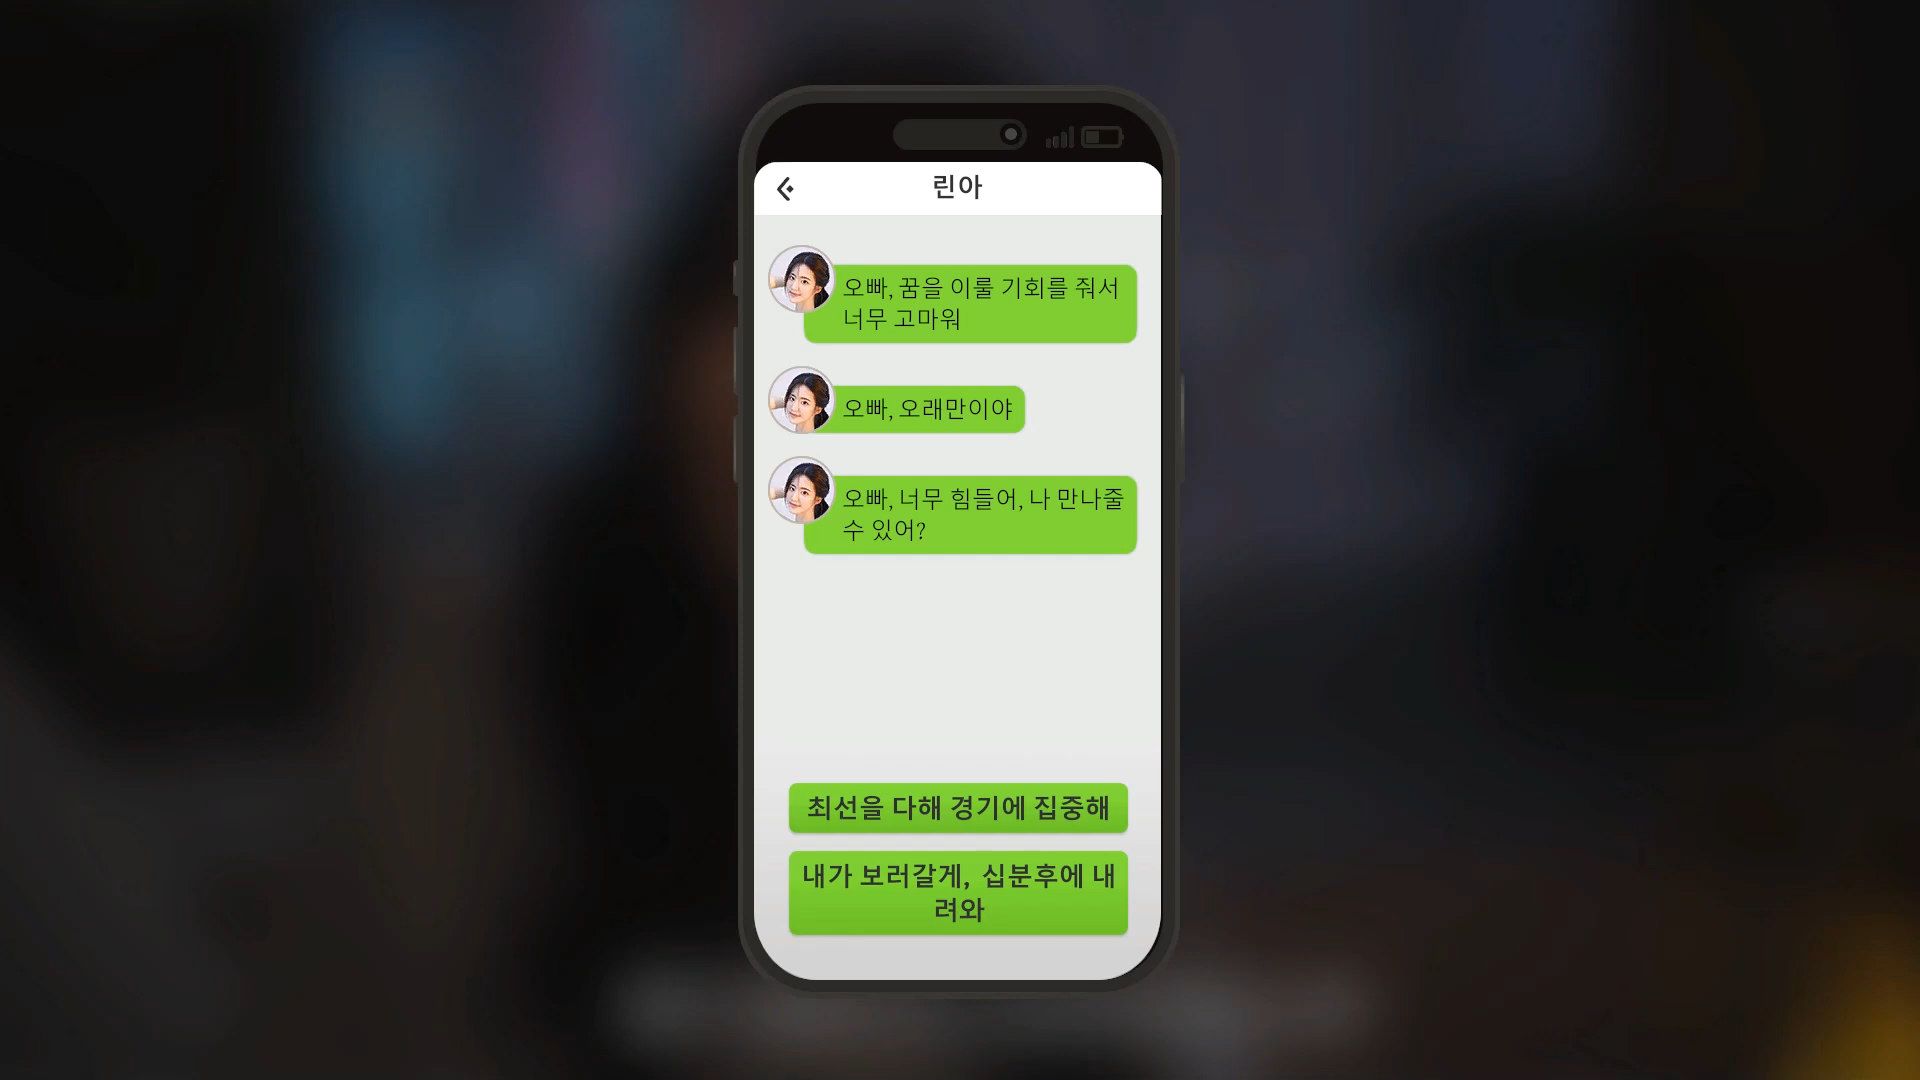 린아
오빠, 꿈을 이룰 기회를 줘서
너무 고마워
오빠, 오래만이야
오빠, 너무 힘들어, 나 만나줄
수 있어?
최선을 다해 경기에 집중해
내가 보러갈게, 십분후에 내
려와